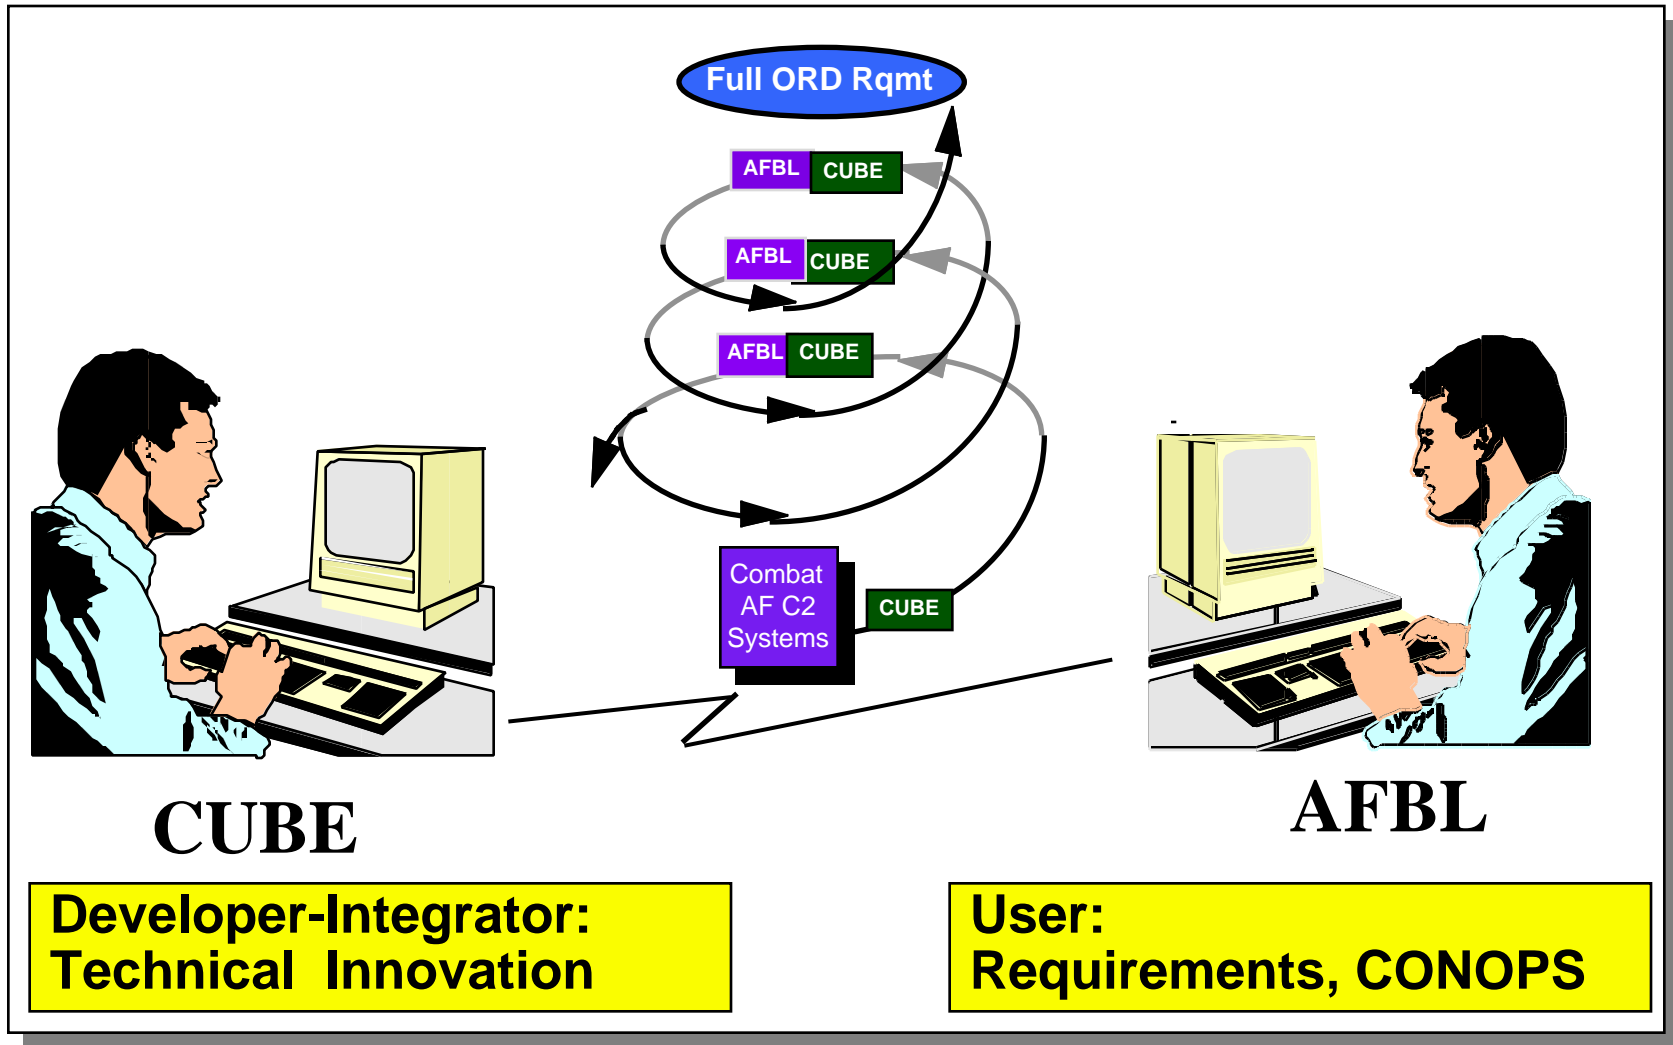 Full ORD Rqmt
AFBL CUBE
AFBL CUBE
AFBL CUBE
Combat
AF C2
Systems
CUBE
CUBE
AFBL
Developer-Integrator:
Technical Innovation
User:
Requirements, CONOPS